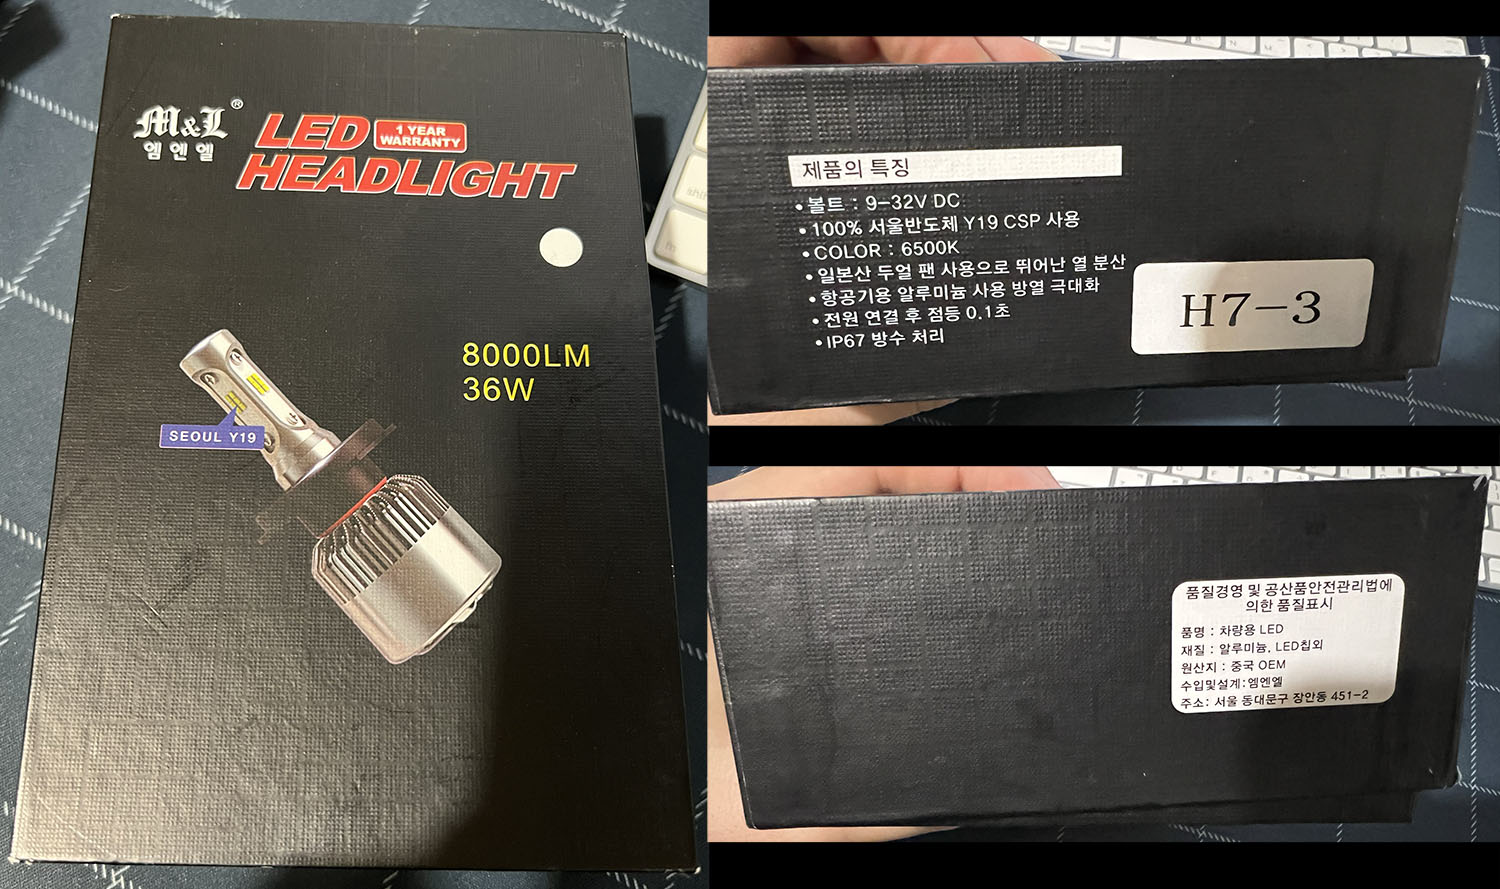 M&L®
엠엔엘
LED
1 YEAR
WARRANTY
HEADLIGHT
8000LM
36W
SEOUL Y19
제품의 특징
• 볼트 : 9-32V DC
• 100% 서울반도체 Y19 CSP 사용
• COLOR : 6500K
• 일본산 두얼 팬 사용으로 뛰어난 열 분산
• 항공기용 알루미늄 사용 방열 극대화
• 전원 연결 후 점등 0.1초
• IP67 방수 처리
H7-3
품질경영 및 공산품안전관리법에
의한 품질표시
품명 : 차량용 LED
재질 : 알루미늄, LED칩외
원산지 : 중국 OEM
수입및설계:엠엔엘
주소: 서울 동대문구 장안동 451-2